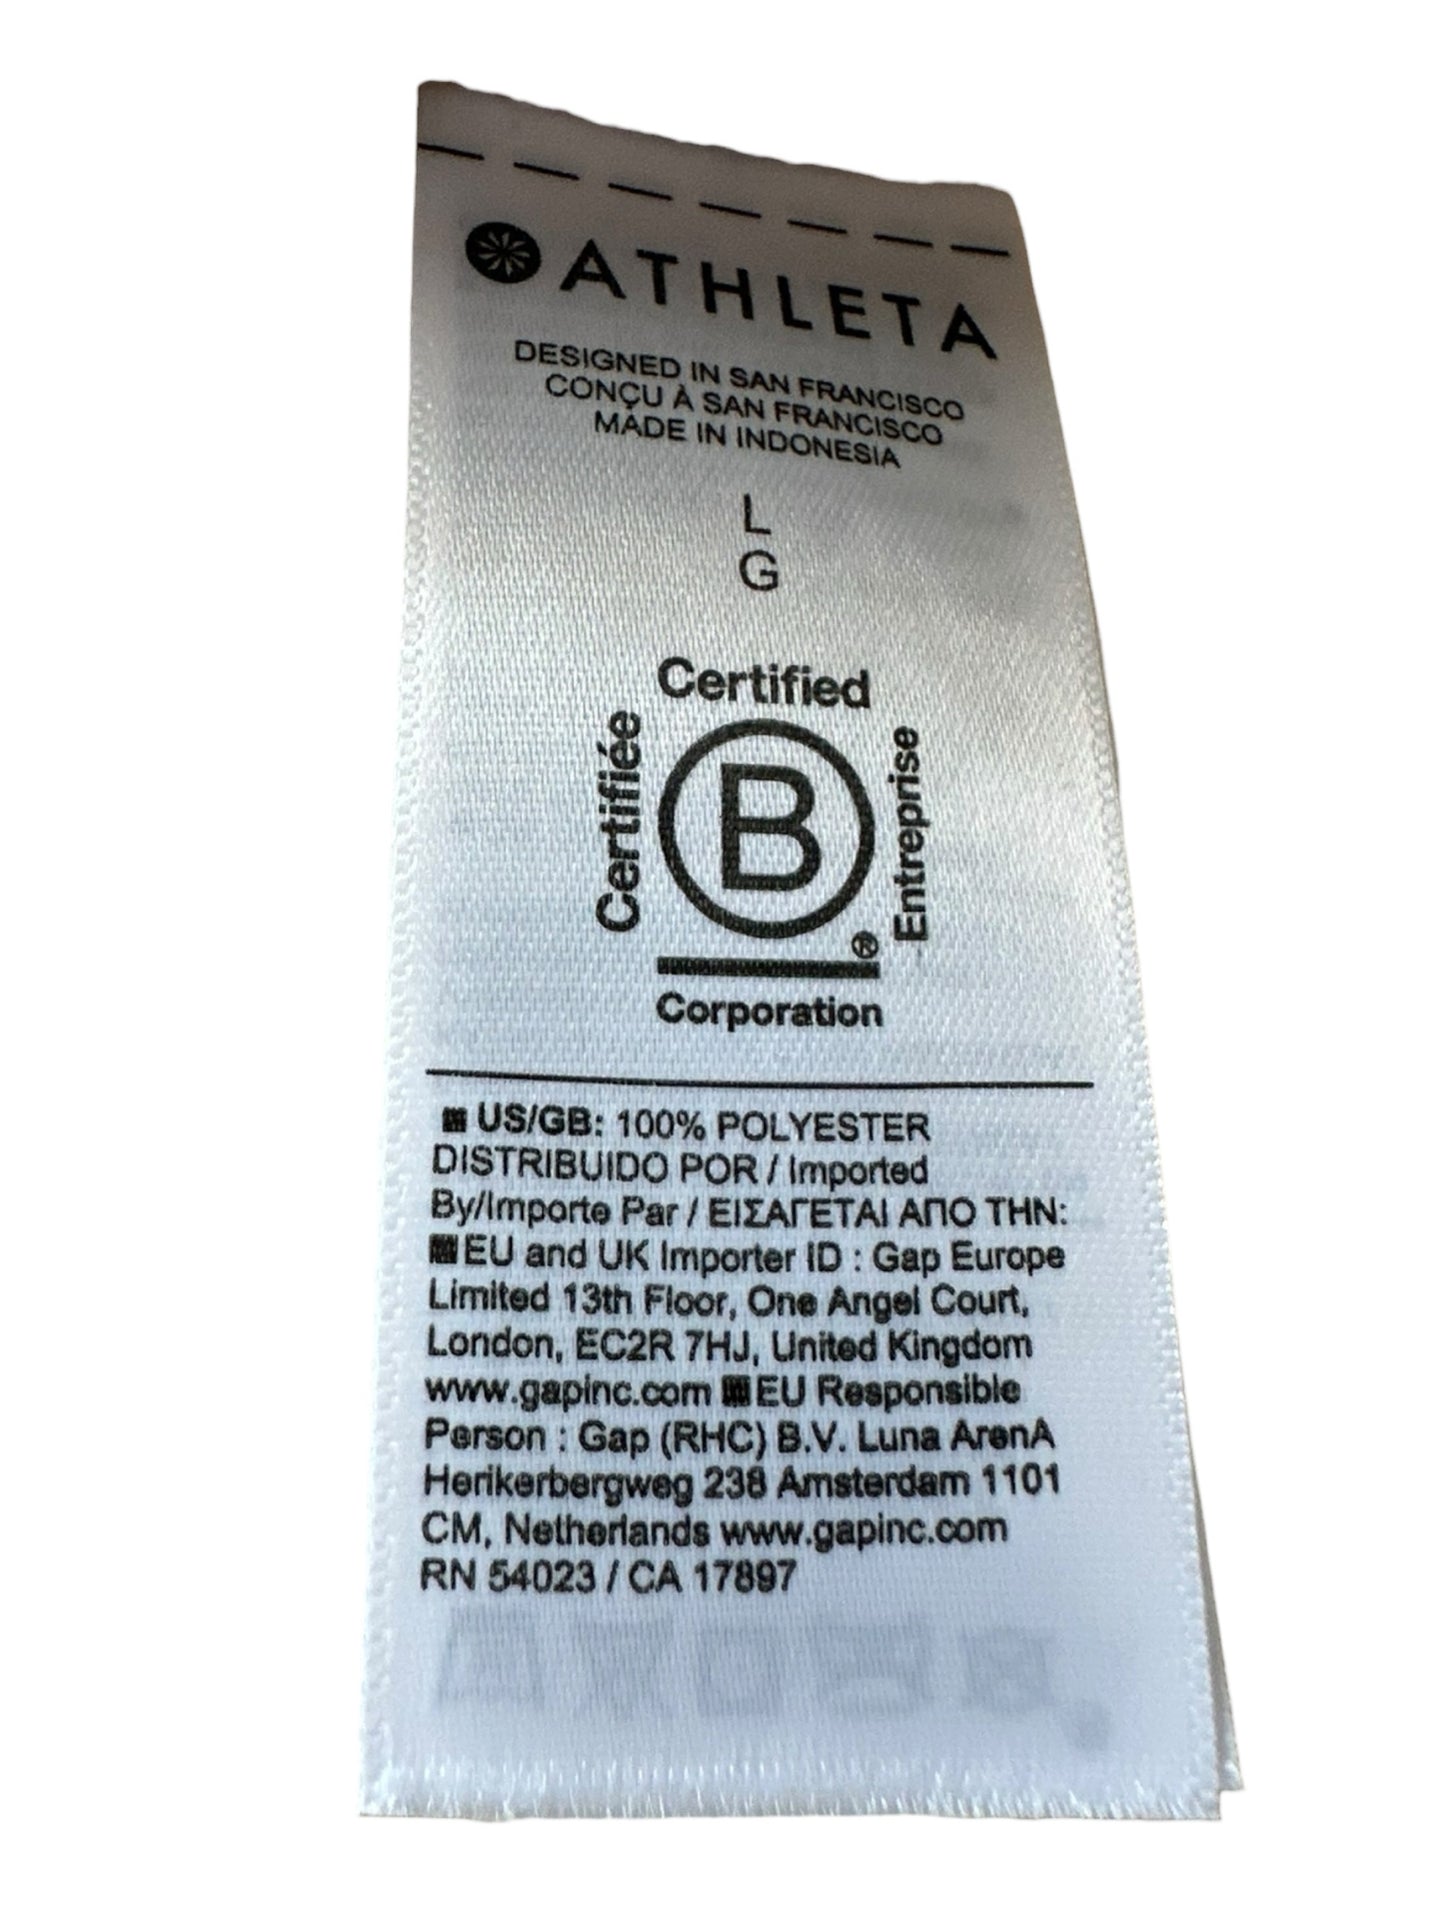 ATHLETA
DESIGNED IN SAN FRANCISCO
CONÇU À SAN FRANCISCO
MADE IN INDONESIA
L
G
Certified
Certifiée
B
Entreprise
®
Corporation
US/GB: 100% POLYESTER
DISTRIBUIDO POR / Imported
By/Importe Par / ΕΙΣΑΓΕΤΑΙ ΑΠΟ ΤΗΝ:
EU and UK Importer ID : Gap Europe
Limited 13th Floor, One Angel Court,
London, EC2R 7HJ, United Kingdom
www.gapinc.com EU Responsible
Person : Gap (RHC) B.V. Luna ArenA
Herikerbergweg 238 Amsterdam 1101
CM, Netherlands www.gapinc.com
RN 54023 / CA 17897